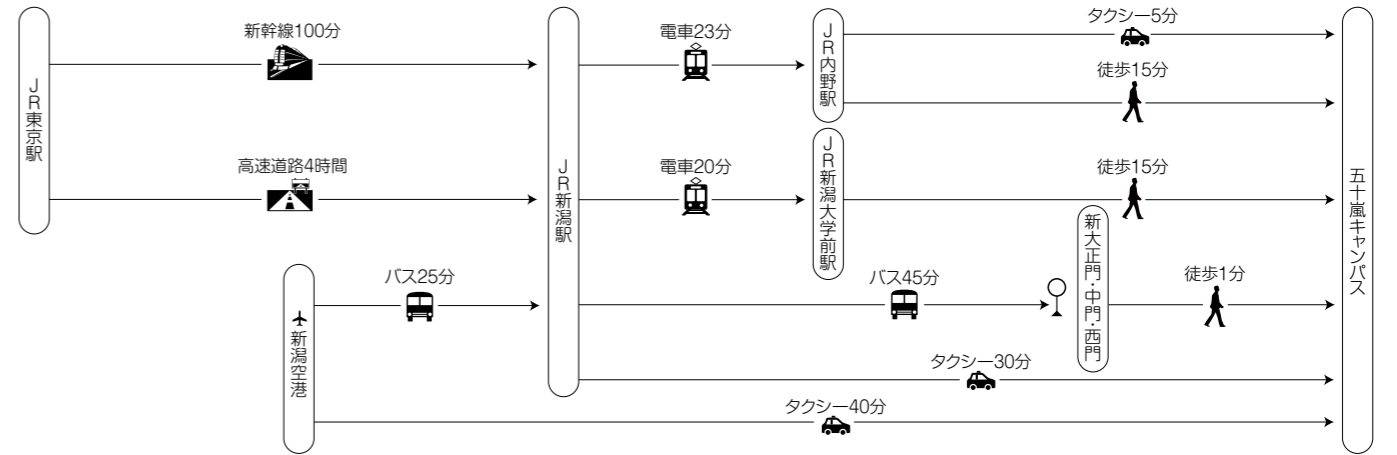 JR東京駅
新幹線100分
高速道路4時間
新潟空港
バス25分
JR新潟駅
電車23分
JR内野駅
タクシー5分
徒歩15分
電車20分
JR新潟大学前駅
徒歩15分
バス45分
新大正門・中門・西門
徒歩1分
タクシー30分
タクシー40分
五十嵐キャンパス